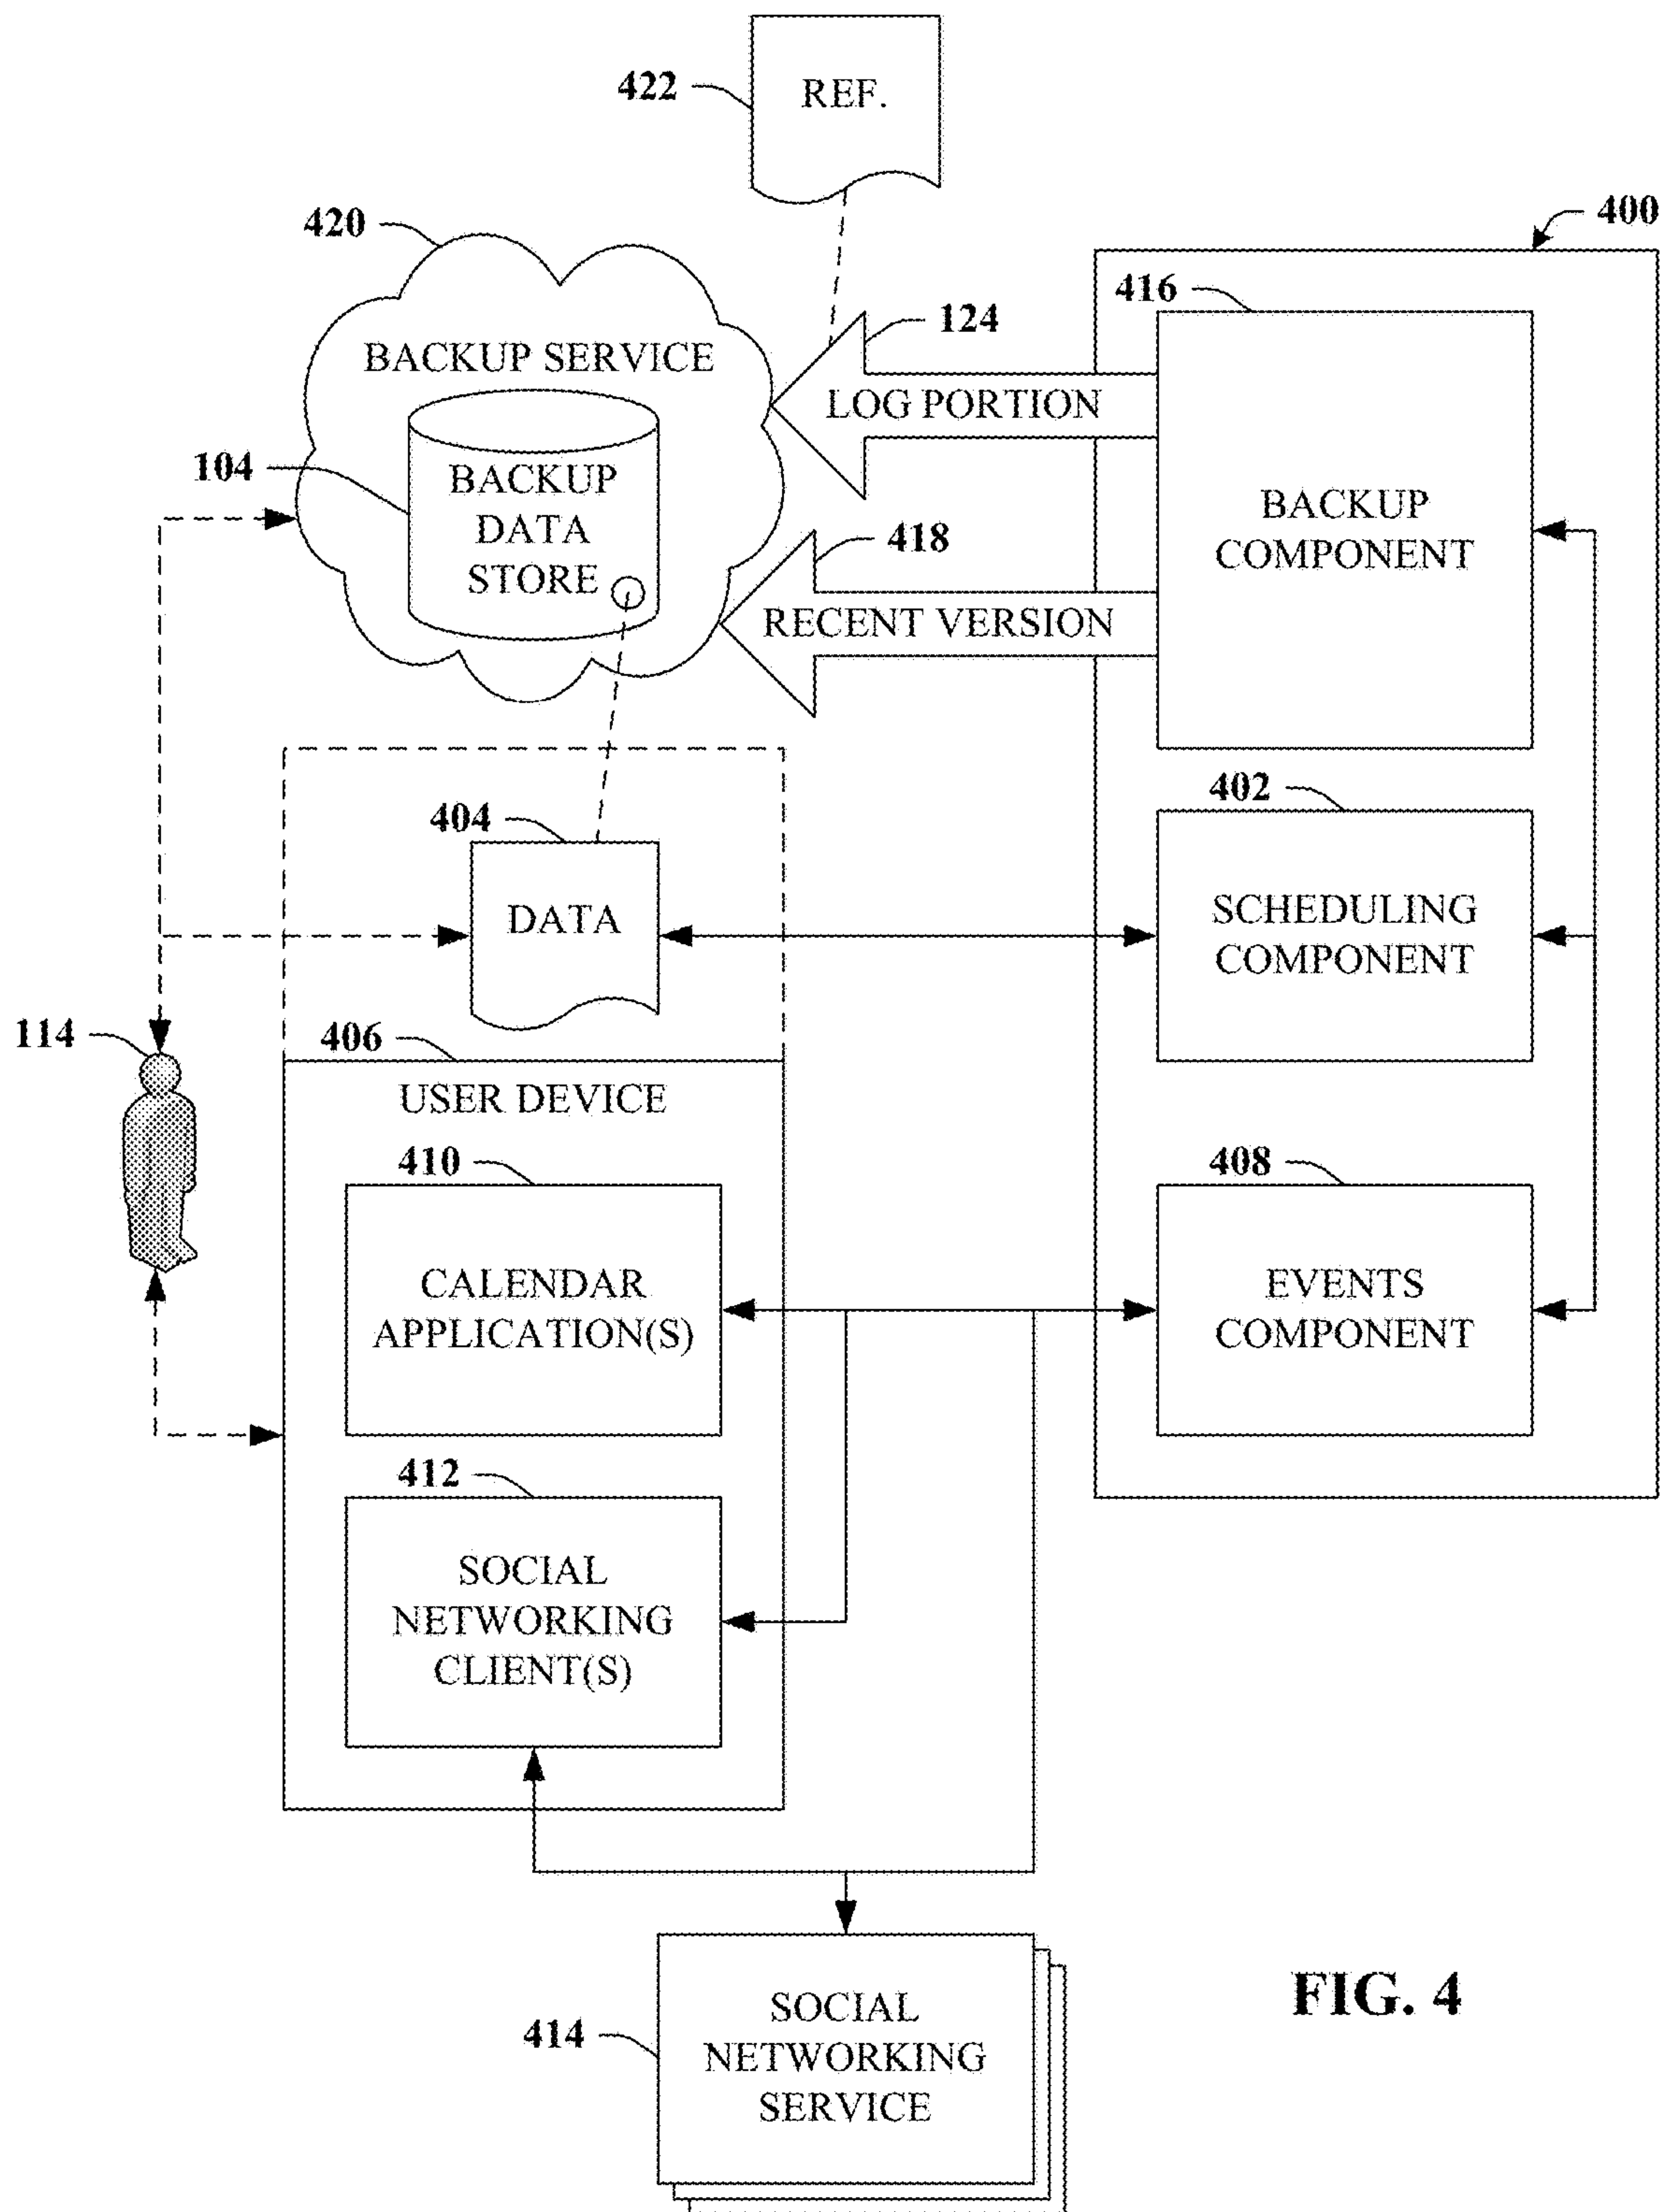 422
REF.
420
400
416
124
BACKUP SERVICE
LOG PORTION
104
BACKUP
DATA
STORE
BACKUP
COMPONENT
418
RECENT VERSION
402
404
DATA
SCHEDULING
COMPONENT
114
406
USER DEVICE
410
408
CALENDAR
APPLICATION(S)
EVENTS
COMPONENT
412
SOCIAL
NETWORKING
CLIENT(S)
414
SOCIAL
NETWORKING
SERVICE
FIG. 4